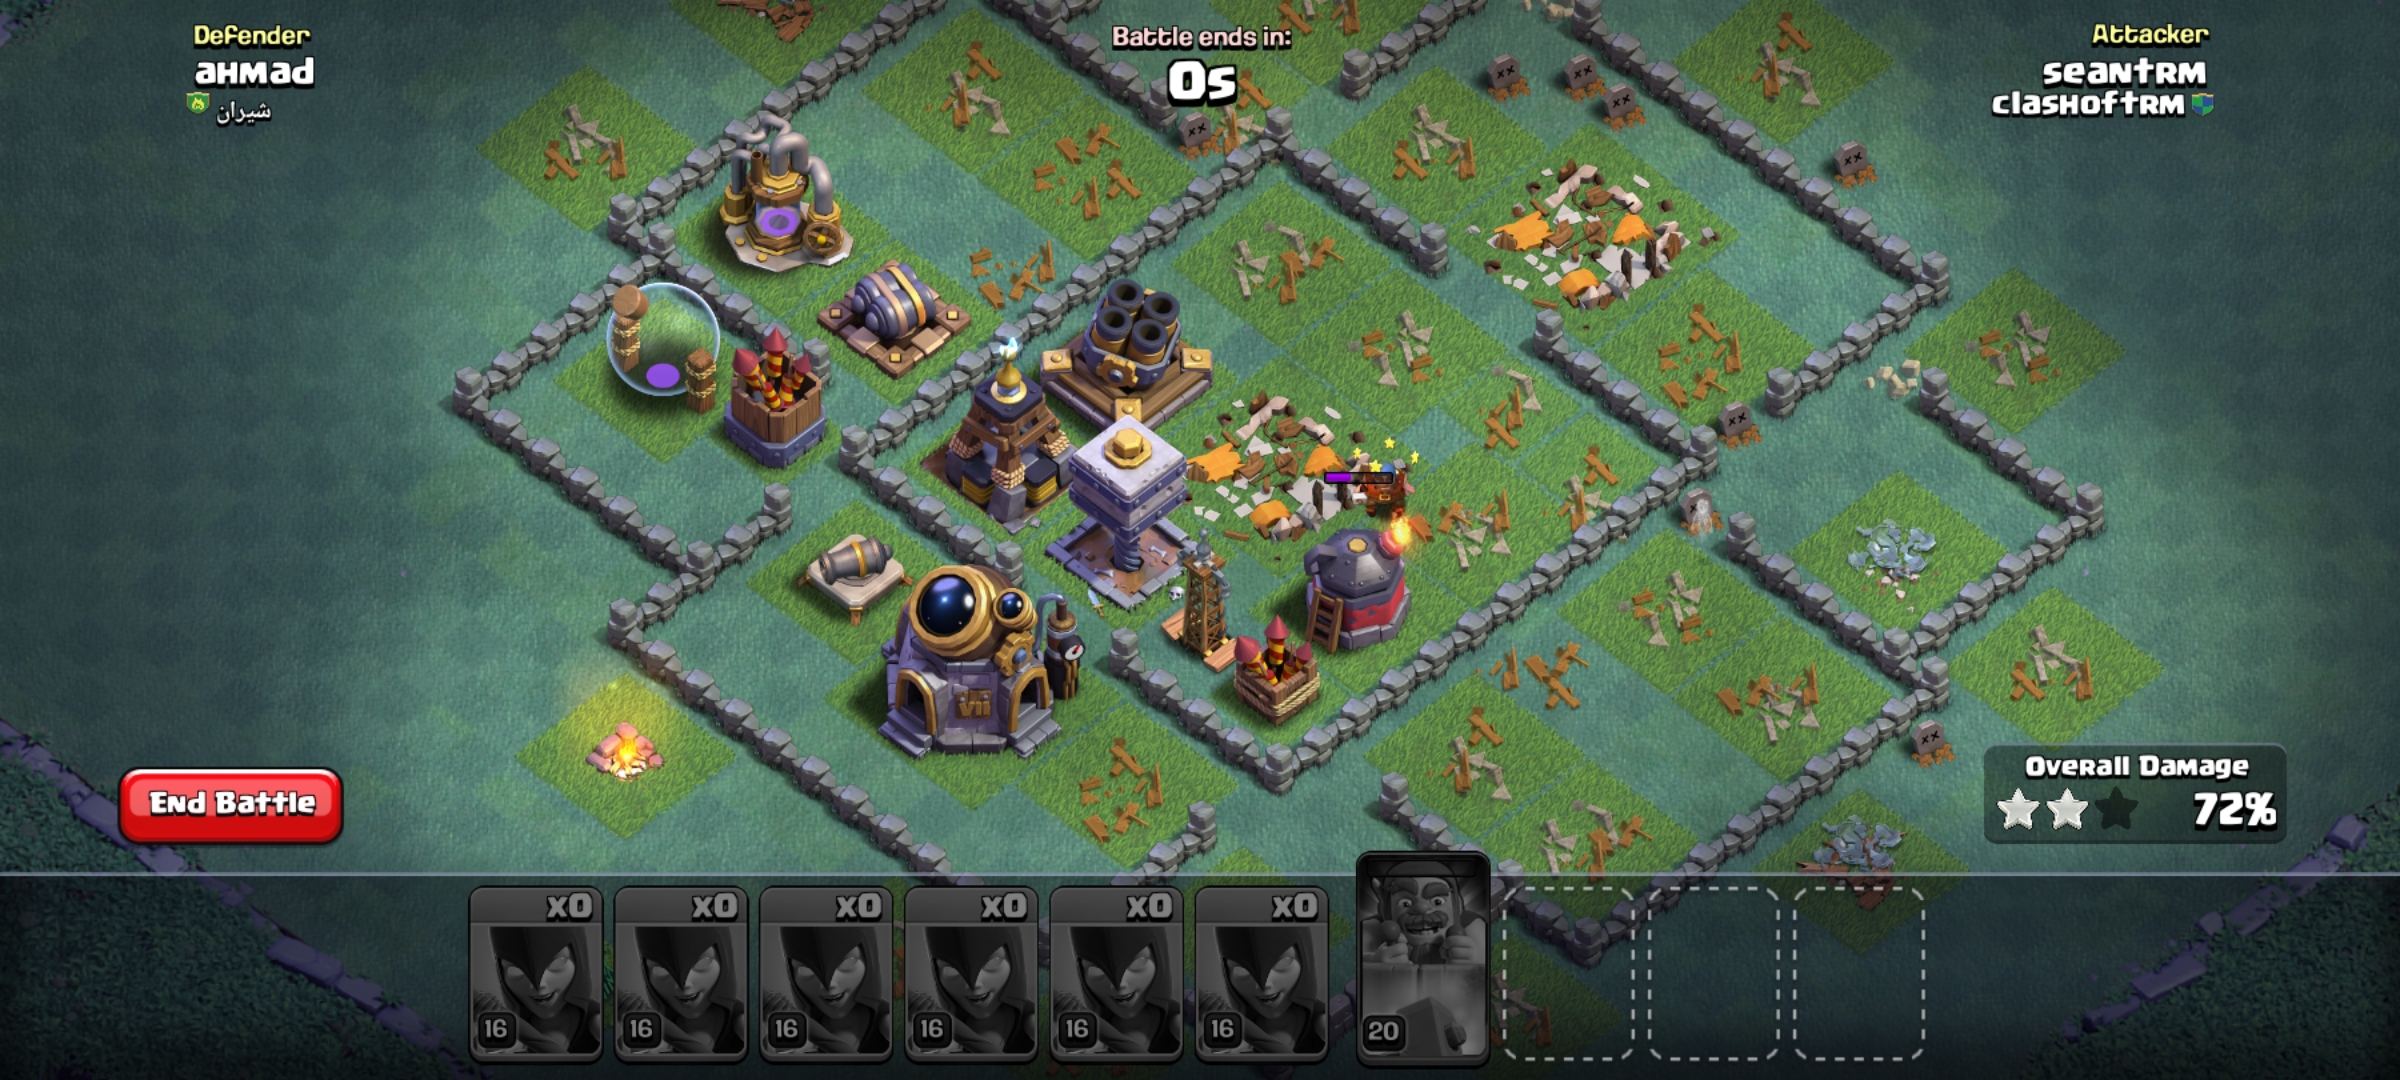 Defender
aHMad
شيران
Battle ends in:
0s
Attacker
seantRM
clashoftRM
VII
End Battle
Overall Damage
72%
x0
x0
x0
x0
x0
x0
16
16
16
16
16
16
20